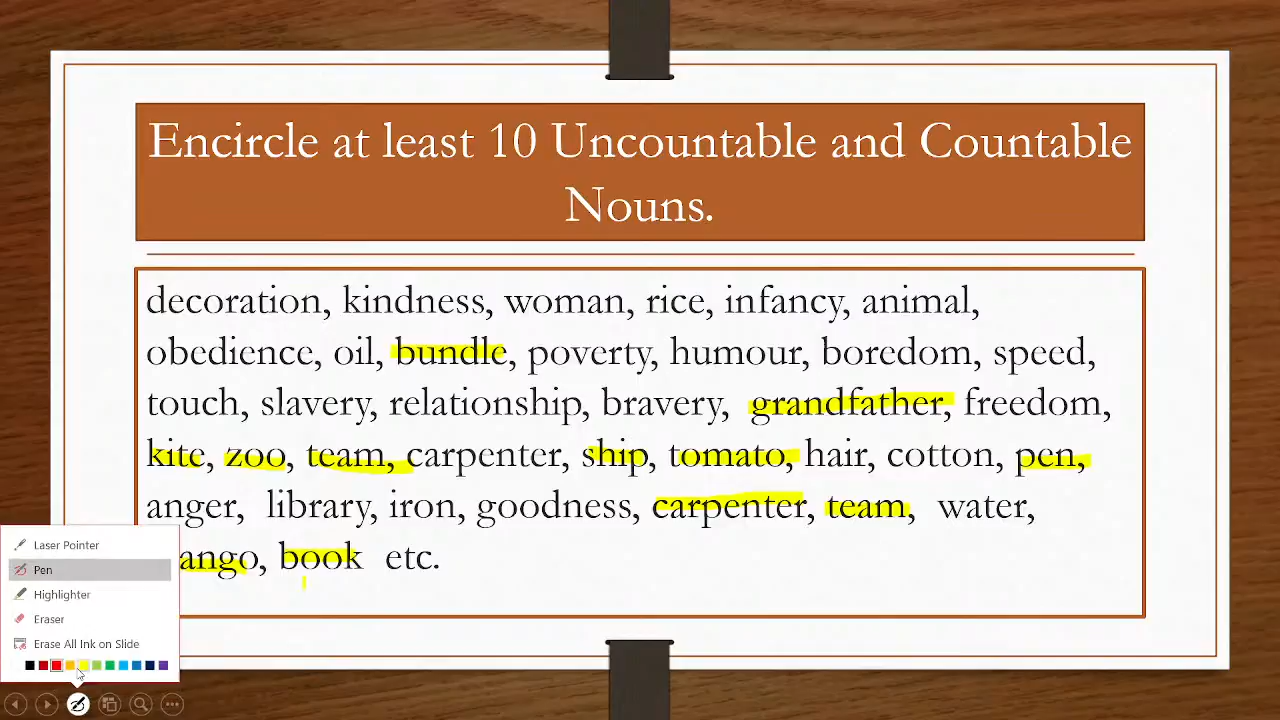 Encircle at least 10 Uncountable and Countable
Nouns.
decoration, kindness, woman, rice, infancy, animal,
obedience, oil, bundle, poverty, humour, boredom, speed,
touch, slavery, relationship, bravery, grandfather, freedom,
kite, zoo, team, carpenter, ship, tomato, hair, cotton, pen,
anger, library, iron, goodness, carpenter, team, water,
ango, book etc.
Laser Pointer
Pen
Highlighter
Eraser
Erase All Ink on Slide